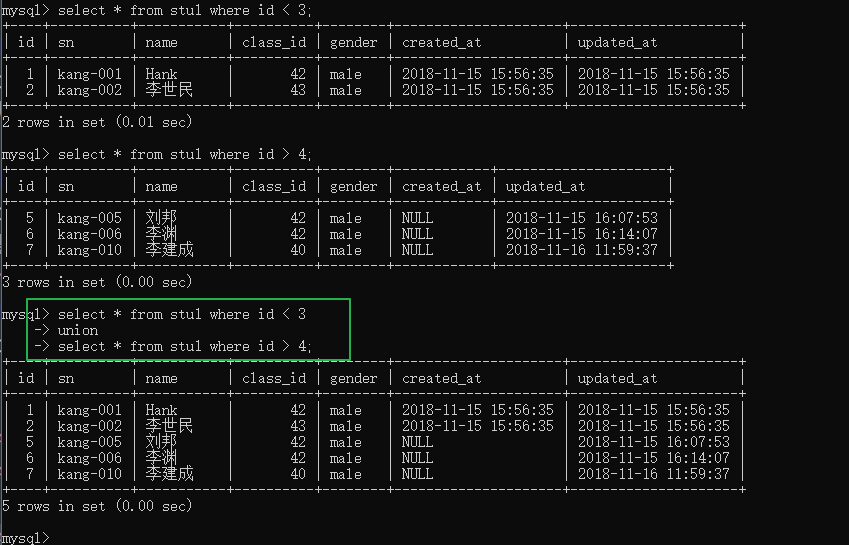 mysql> select * from stu1 where id < 3;
+----+----------+--------+----------+--------+---------------------+---------------------+
| id | sn       | name   | class_id | gender | created_at          | updated_at          |
+----+----------+--------+----------+--------+---------------------+---------------------+
|  1 | kang-001 | Hank   |       42 | male   | 2018-11-15 15:56:35 | 2018-11-15 15:56:35 |
|  2 | kang-002 | 李世民 |       43 | male   | 2018-11-15 15:56:35 | 2018-11-15 15:56:35 |
+----+----------+--------+----------+--------+---------------------+---------------------+
2 rows in set (0.01 sec)
mysql> select * from stu1 where id > 4;
+----+----------+--------+----------+--------+------------+---------------------+
| id | sn       | name   | class_id | gender | created_at | updated_at          |
+----+----------+--------+----------+--------+------------+---------------------+
|  5 | kang-005 | 刘邦   |       42 | male   | NULL       | 2018-11-15 16:07:53 |
|  6 | kang-006 | 李渊   |       42 | male   | NULL       | 2018-11-15 16:14:07 |
|  7 | kang-010 | 李建成 |       40 | male   | NULL       | 2018-11-16 11:59:37 |
+----+----------+--------+----------+--------+------------+---------------------+
3 rows in set (0.00 sec)
mysql> select * from stu1 where id < 3
-> union
-> select * from stu1 where id > 4;
+----+----------+--------+----------+--------+---------------------+---------------------+
| id | sn       | name   | class_id | gender | created_at          | updated_at          |
+----+----------+--------+----------+--------+---------------------+---------------------+
|  1 | kang-001 | Hank   |       42 | male   | 2018-11-15 15:56:35 | 2018-11-15 15:56:35 |
|  2 | kang-002 | 李世民 |       43 | male   | 2018-11-15 15:56:35 | 2018-11-15 15:56:35 |
|  5 | kang-005 | 刘邦   |       42 | male   | NULL                | 2018-11-15 16:07:53 |
|  6 | kang-006 | 李渊   |       42 | male   | NULL                | 2018-11-15 16:14:07 |
|  7 | kang-010 | 李建成 |       40 | male   | NULL                | 2018-11-16 11:59:37 |
+----+----------+--------+----------+--------+---------------------+---------------------+
5 rows in set (0.00 sec)
mysql>